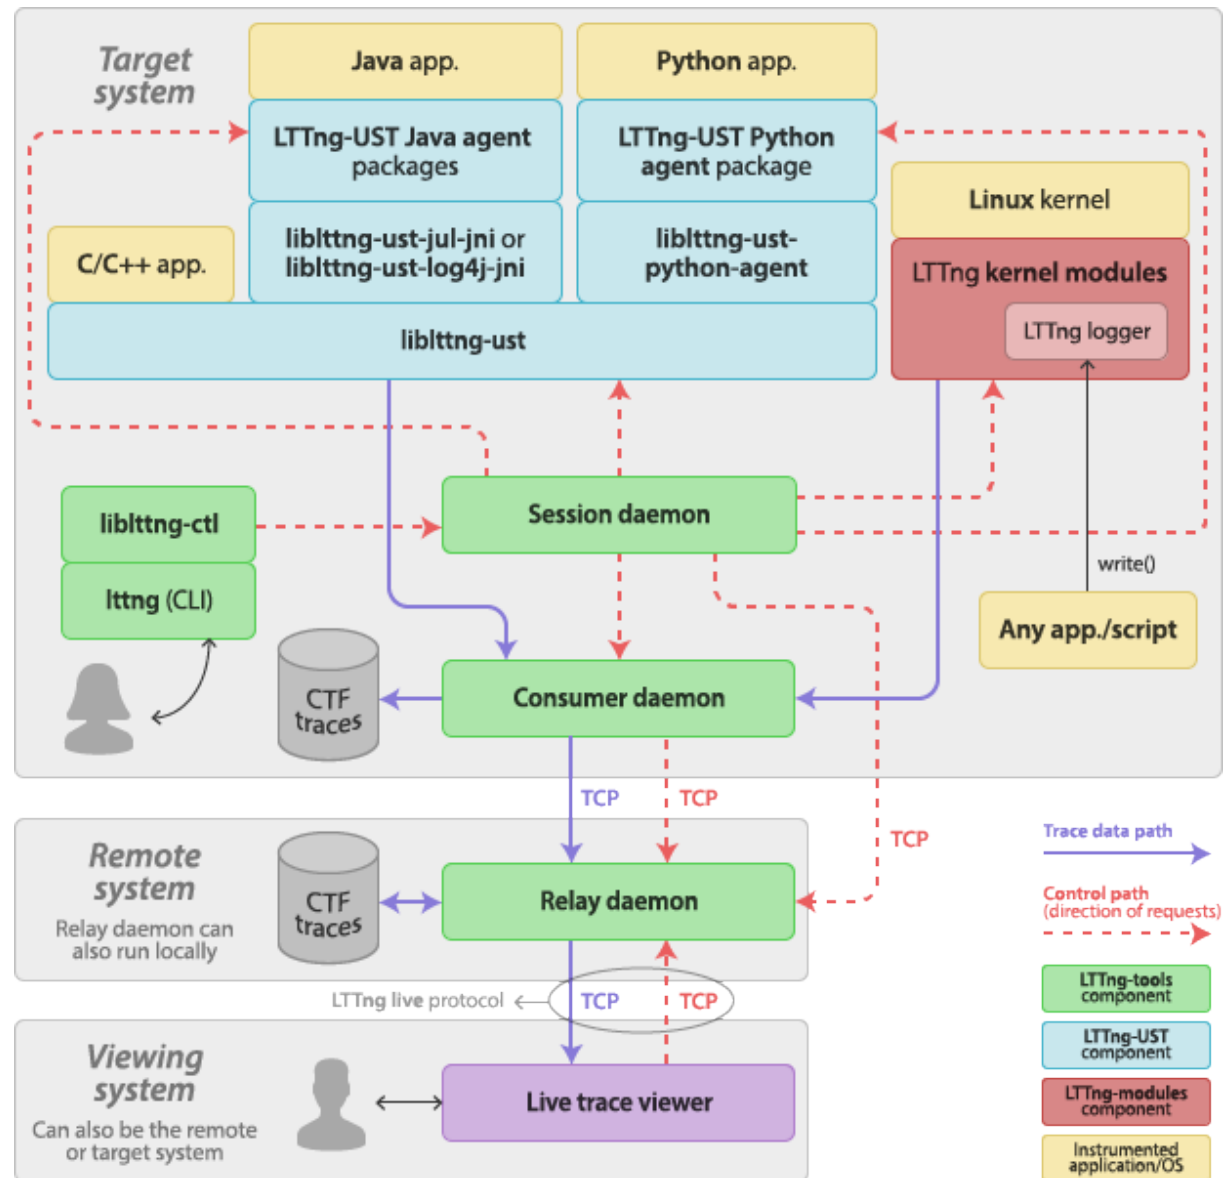 Target
system
Java app.
Python app.
LTTng-UST Java agent
packages
LTTng-UST Python
agent package
Linux kernel
C/C++ app.
liblttng-ust-jul-jni or
liblttng-ust-log4j-jni
liblttng-ust-
python-agent
LTTng kernel modules
LTTng logger
liblttng-ust
liblttng-ctl
lttng (CLI)
Session daemon
write()
Any app./script
CTF
traces
Consumer daemon
TCP
TCP
TCP
Remote
system
Relay daemon can
also run locally
CTF
traces
Relay daemon
LTTng live protocol
TCP
TCP
Viewing
system
Can also be the remote
or target system
Live trace viewer
Trace data path
Control path
(direction of requests)
LTTng-tools
component
LTTng-UST
component
LTTng-modules
component
Instrumented
application/OS